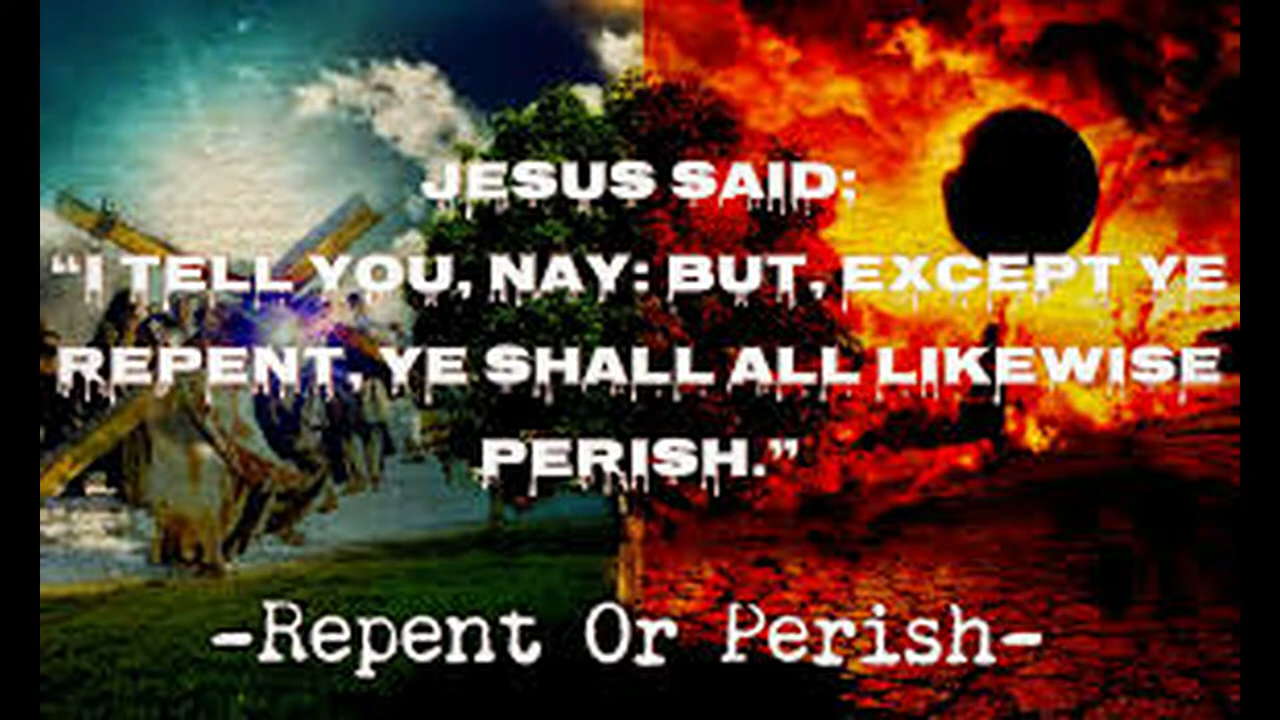 JESUS SAID;
“I TELL YOU, NAY: BUT, EXCEPT YE
REPENT, YE SHALL ALL LIKEWISE
PERISH.”
-Repent Or Perish-